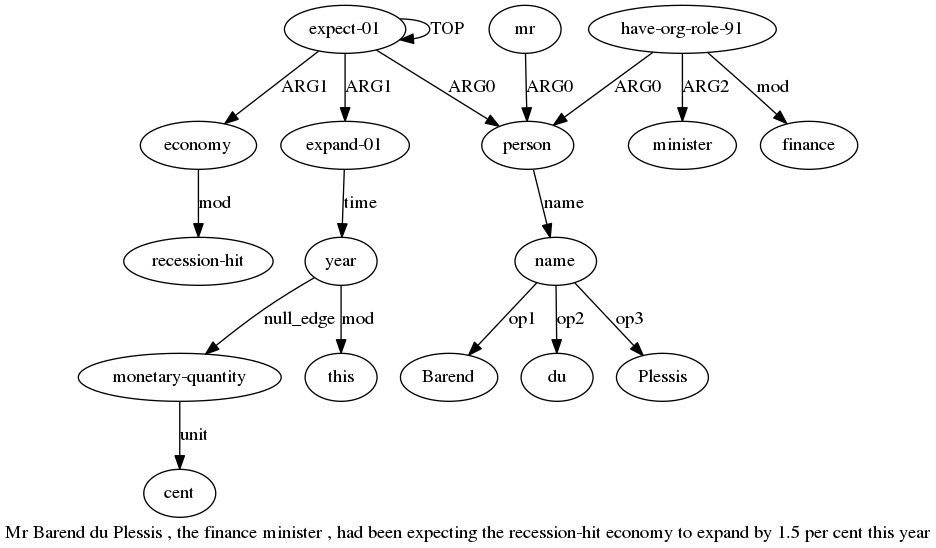 expect-01 TOP mr have-org-role-91
ARG1 ARG1 ARG0 ARG0 ARG0 ARG2 mod
economy expand-01 person minister finance
mod time name
recession-hit year name
null_edge mod op1 op2 op3
monetary-quantity this Barend du Plessis
unit
cent
Mr Barend du Plessis , the finance minister , had been expecting the recession-hit economy to expand by 1.5 per cent this year